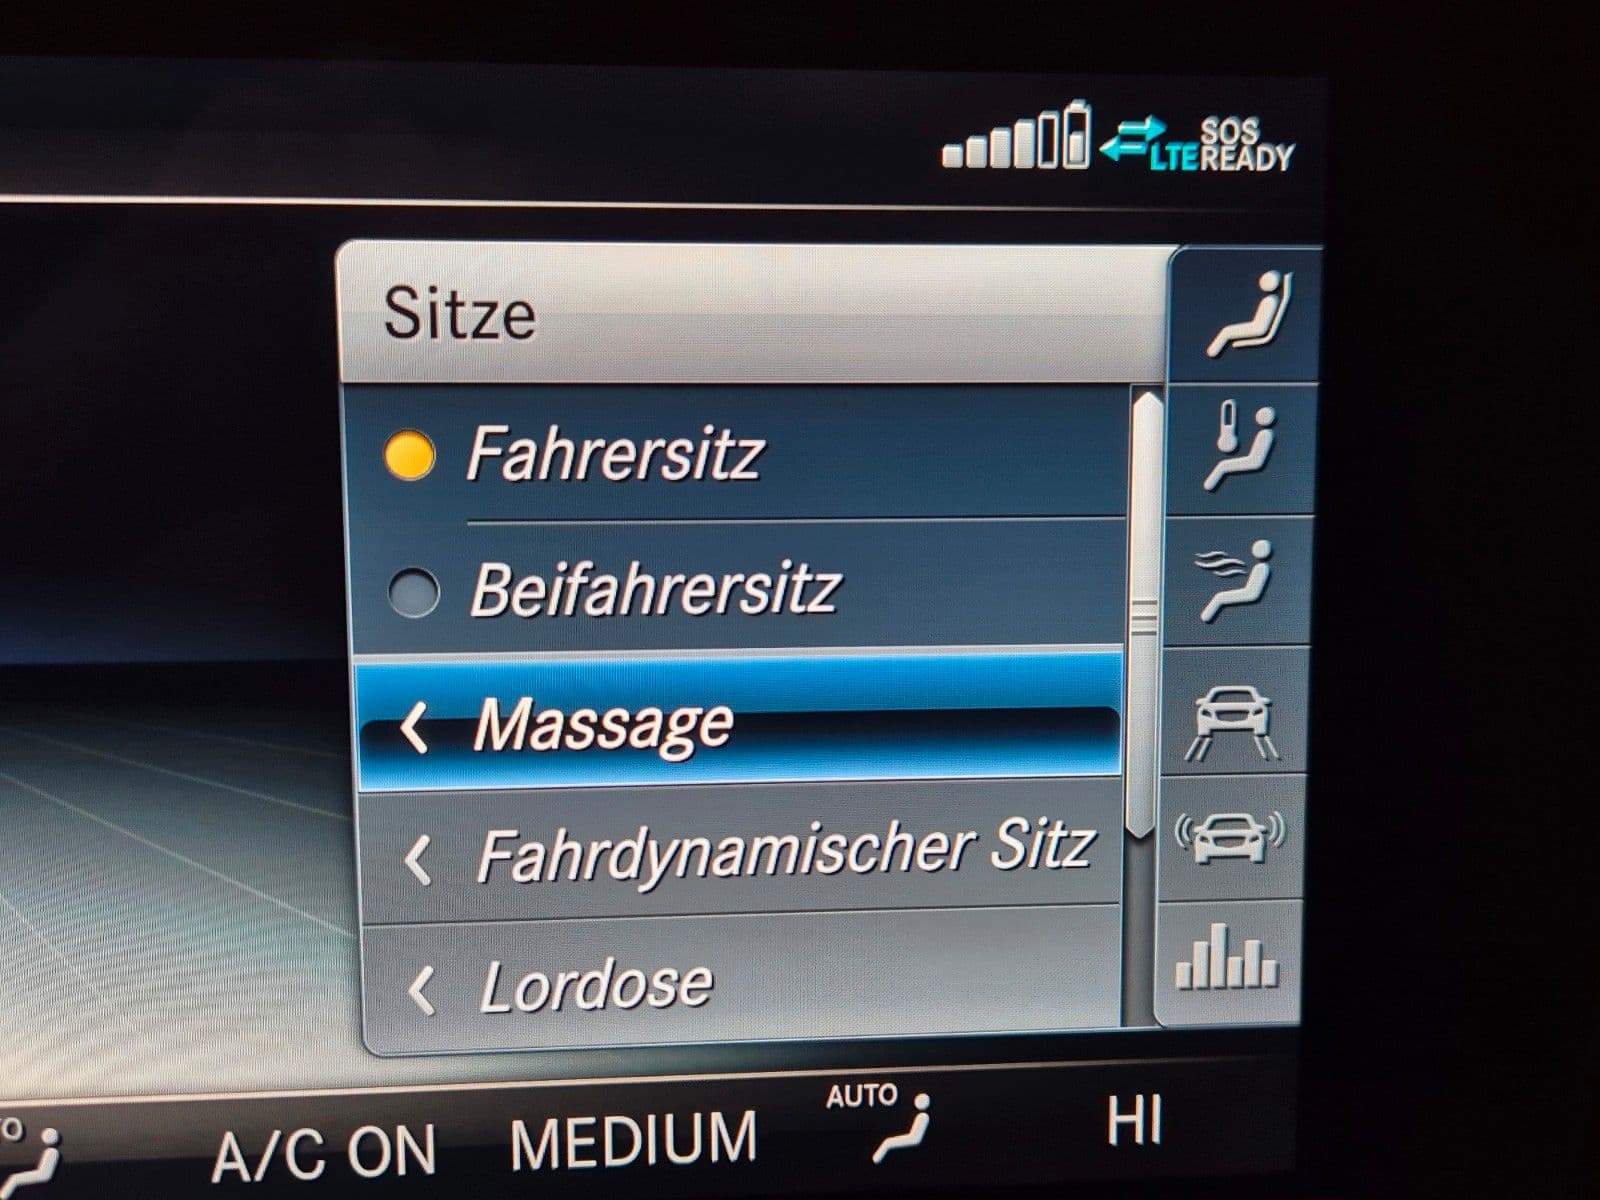 SOS
LTE READY
Sitze
Fahrersitz
Beifahrersitz
Massage
Fahrdynamischer Sitz
Lordose
A/C ON
MEDIUM
AUTO
HI